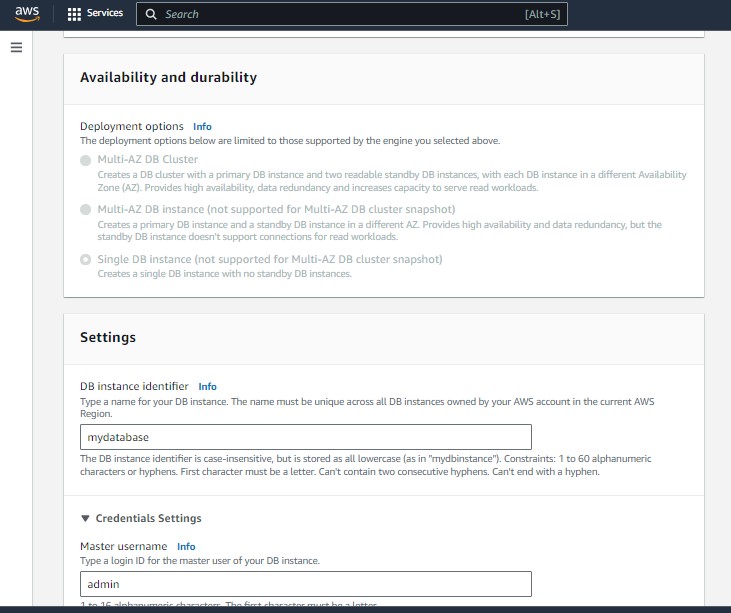 aws Services Search [Alt+S]
Availability and durability
Deployment options Info
The deployment options below are limited to those supported by the engine you selected above.
Multi-AZ DB Cluster
Creates a DB cluster with a primary DB instance and two readable standby DB instances, with each DB instance in a different Availability
Zone (AZ). Provides high availability, data redundancy and increases capacity to serve read workloads.
Multi-AZ DB instance (not supported for Multi-AZ DB cluster snapshot)
Creates a primary DB instance and a standby DB instance in a different AZ. Provides high availability and data redundancy, but the
standby DB instance doesn't support connections for read workloads.
Single DB instance (not supported for Multi-AZ DB cluster snapshot)
Creates a single DB instance with no standby DB instances.
Settings
DB instance identifier Info
Type a name for your DB instance. The name must be unique across all DB instances owned by your AWS account in the current AWS
Region.
mydatabase
The DB instance identifier is case-insensitive, but is stored as all lowercase (as in "mydbinstance"). Constraints: 1 to 60 alphanumeric
characters or hyphens. First character must be a letter. Can't contain two consecutive hyphens. Can't end with a hyphen.
Credentials Settings
Master username Info
Type a login ID for the master user of your DB instance.
admin
1 to 16 alphanumeric characters. The first character must be a letter.